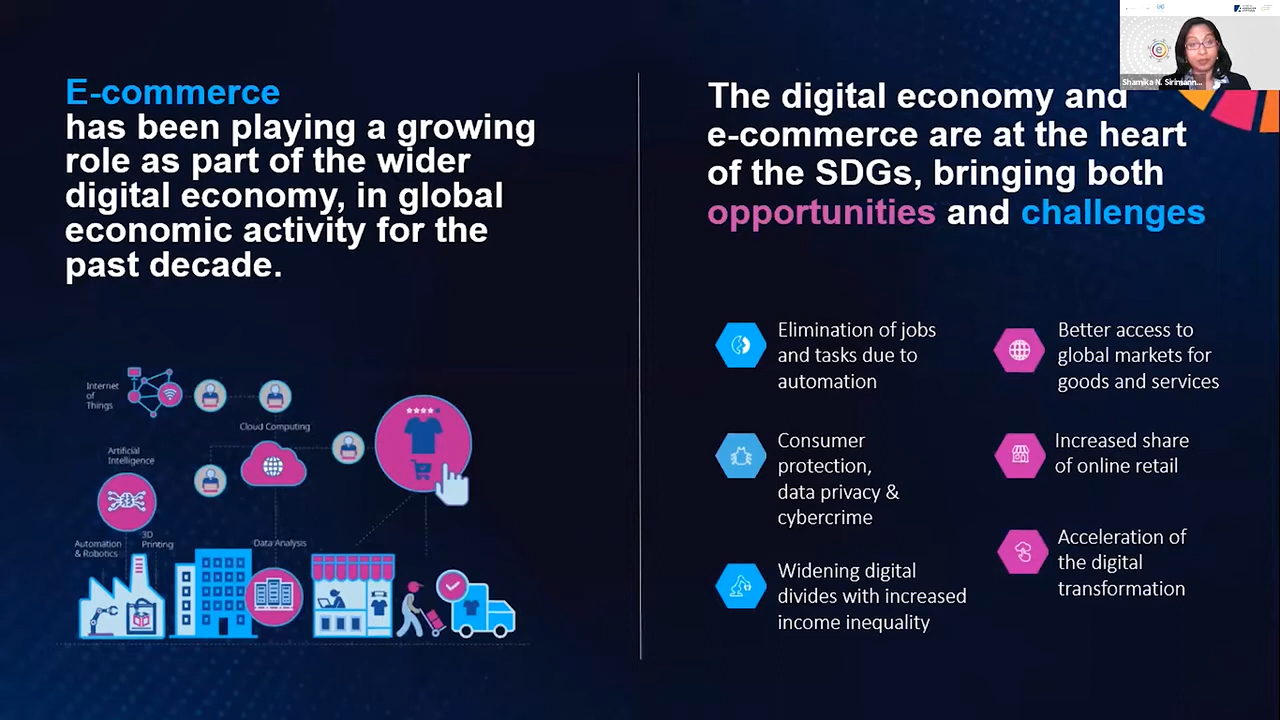 E-commerce
has been playing a growing
role as part of the wider
digital economy, in global
economic activity for the
past decade.
Internet
of
Things
Cloud Computing
Artificial
Intelligence
3D
Printing
Automation
& Robotics
Data Analysis
Shamika N. Sirimann...
The digital economy and
e-commerce are at the heart
of the SDGs, bringing both
opportunities and challenges
Elimination of jobs
and tasks due to
automation
Consumer
protection,
data privacy &
cybercrime
Widening digital
divides with increased
income inequality
Better access to
global markets for
goods and services
Increased share
of online retail
Acceleration of
the digital
transformation